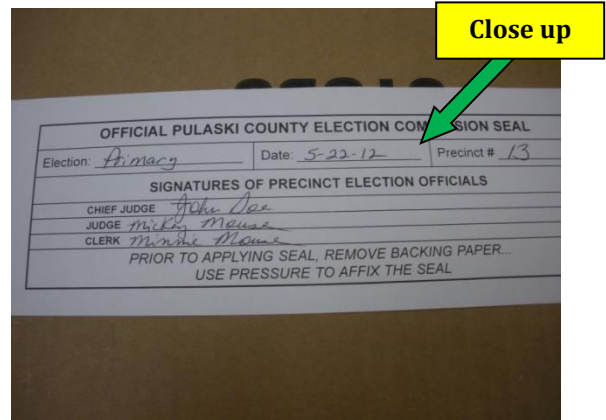 Close up
OFFICIAL PULASKI COUNTY ELECTION COM SION SEAL
Election: Primary Date: 5-22-12 Precinct # 13
SIGNATURES OF PRECINCT ELECTION OFFICIALS
CHIEF JUDGE John Doe
JUDGE Mickey Mouse
CLERK Minnie Mouse
PRIOR TO APPLYING SEAL, REMOVE BACKING PAPER...
USE PRESSURE TO AFFIX THE SEAL